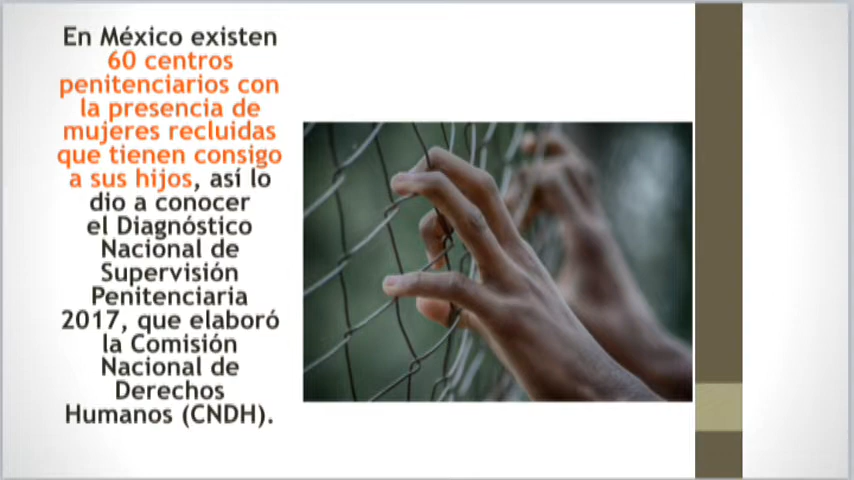 En México existen
60 centros
penitenciarios con
la presencia de
mujeres recluidas
que tienen consigo
a sus hijos, así lo
dio a conocer
el Diagnóstico
Nacional de
Supervisión
Penitenciaria
2017, que elaboró
la Comisión
Nacional de
Derechos
Humanos (CNDH).